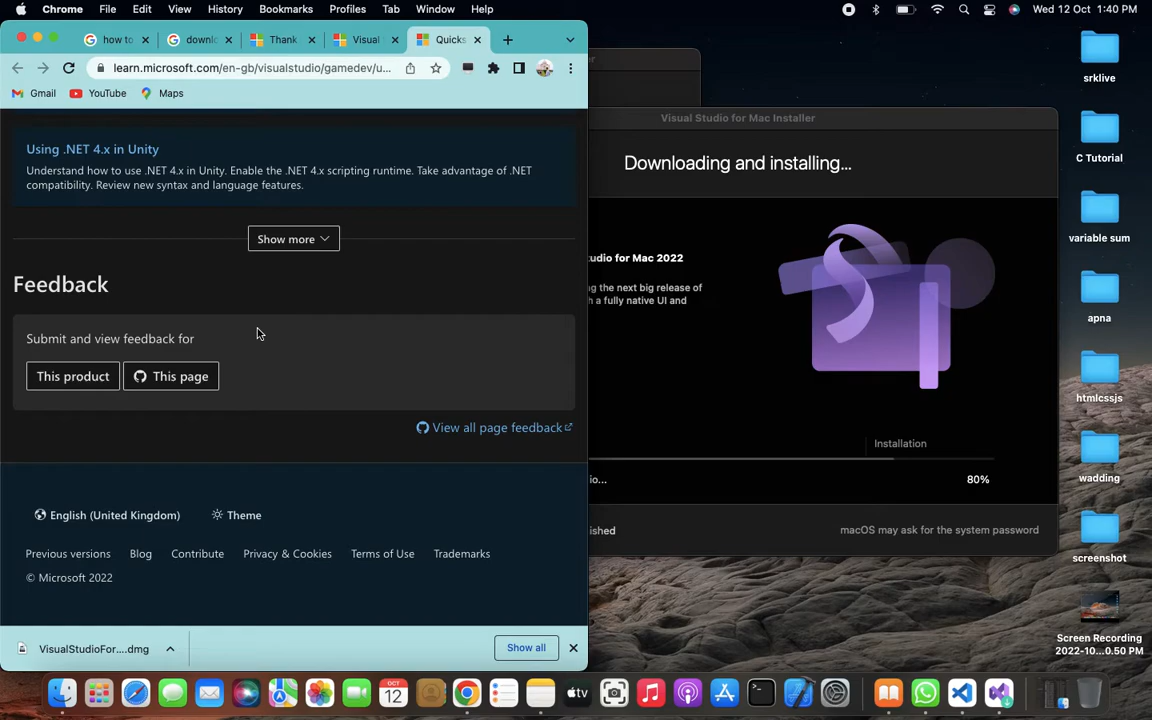 Chrome File Edit View History Bookmarks Profiles Tab Window Help Wed 12 Oct 1:40 PM
how to downlo Thank Visual Quicks
learn.microsoft.com/en-gb/visualstudio/gamedev/u...
Gmail YouTube Maps
Using .NET 4.x in Unity
Understand how to use .NET 4.x in Unity. Enable the .NET 4.x scripting runtime. Take advantage of .NET
compatibility. Review new syntax and language features.
Show more
Feedback
Submit and view feedback for
This product This page
View all page feedback
English (United Kingdom) Theme
Previous versions Blog Contribute Privacy & Cookies Terms of Use Trademarks
© Microsoft 2022
VisualStudioFor....dmg Show all
Visual Studio for Mac Installer
Downloading and installing...
udio for Mac 2022
ng the next big release of
h a fully native UI and
Installation
io... 80%
ished macOS may ask for the system password
srklive
C Tutorial
variable sum
apna
htmlcssjs
wadding
screenshot
Screen Recording
2022-10...0.50 PM
OCT
12
tv